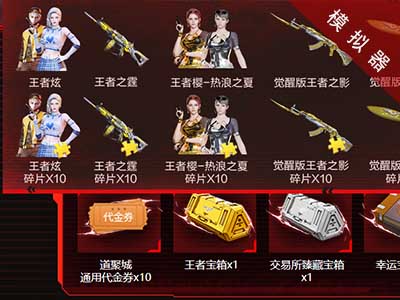 模拟器
王者炫
王者之霆
王者樱-热浪之夏
觉醒版王者之影
王者炫
碎片X10
王者之霆
碎片X10
王者樱-热浪之夏
碎片X10
觉醒版王者之影
碎片X10
代金券
道聚城
通用代金券x10
王者宝箱x1
交易所臻藏宝箱
x1
幸运宝